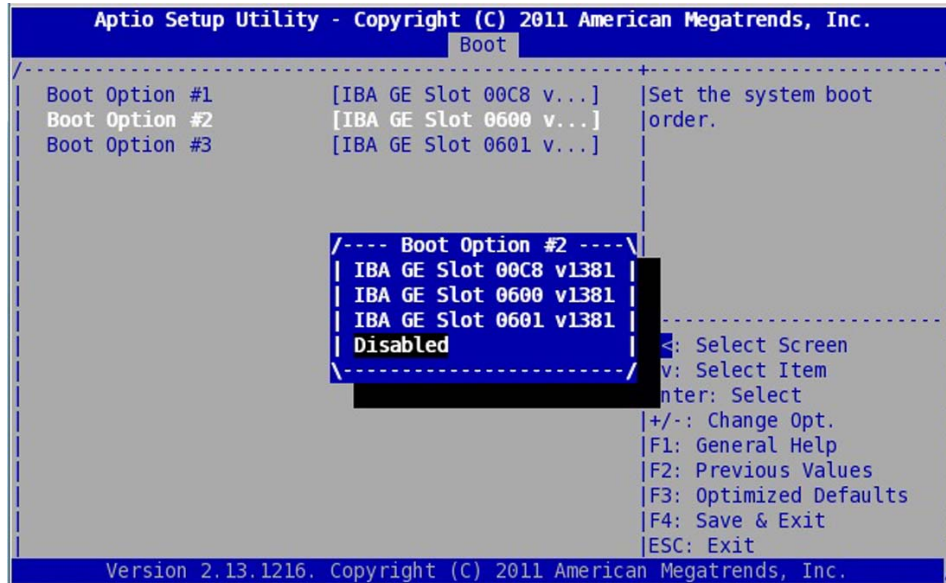 Aptio Setup Utility - Copyright (C) 2011 American Megatrends, Inc.
Boot
Boot Option #1 [IBA GE Slot 00C8 v...]
Boot Option #2 [IBA GE Slot 0600 v...]
Boot Option #3 [IBA GE Slot 0601 v...]
Set the system boot
order.
Boot Option #2
IBA GE Slot 00C8 v1381
IBA GE Slot 0600 v1381
IBA GE Slot 0601 v1381
Disabled
<: Select Screen
v: Select Item
nter: Select
+/-: Change Opt.
F1: General Help
F2: Previous Values
F3: Optimized Defaults
F4: Save & Exit
ESC: Exit
Version 2.13.1216. Copyright (C) 2011 American Megatrends, Inc.